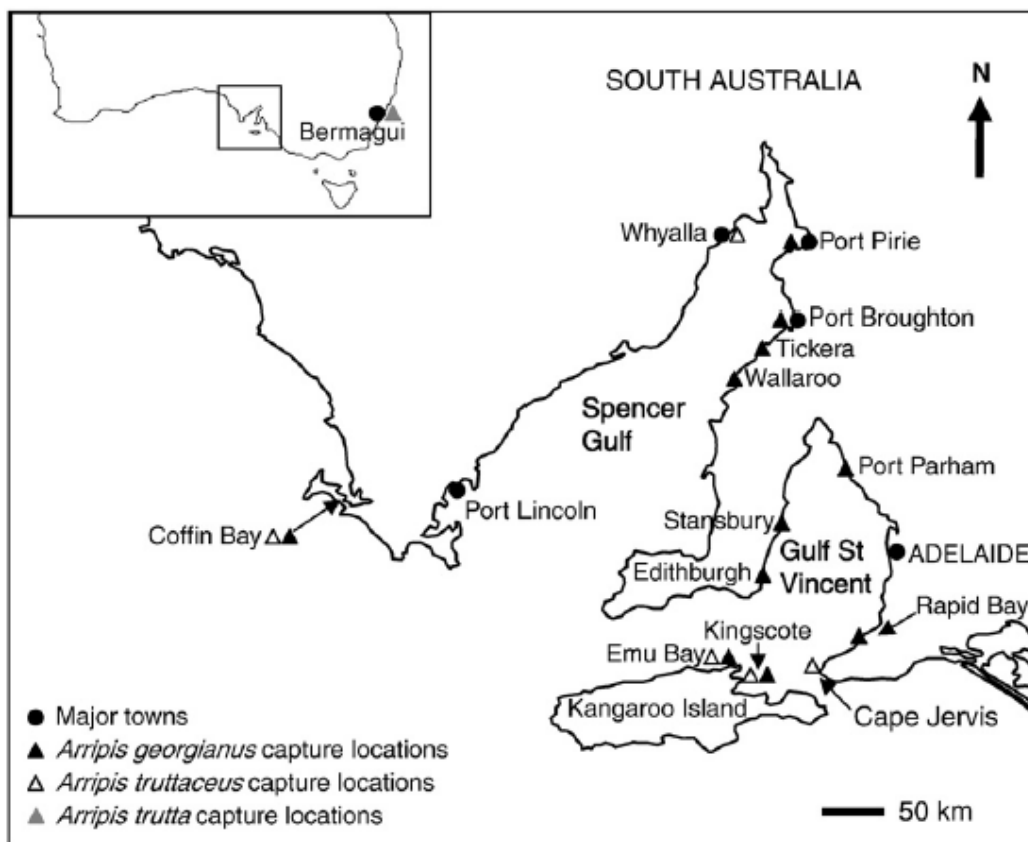 SOUTH AUSTRALIA
N
Bermagui
Whyalla
Port Pirie
Port Broughton
Tickera
Wallaroo
Spencer
Gulf
Port Parham
Port Lincoln
Stansbury
Coffin Bay
Gulf St
Vincent
ADELAIDE
Edithburgh
Rapid Bay
Kingscote
Emu Bay
Kangaroo Island
Cape Jervis
Major towns
Arripis georgianus capture locations
Arripis truttaceus capture locations
Arripis trutta capture locations
50 km